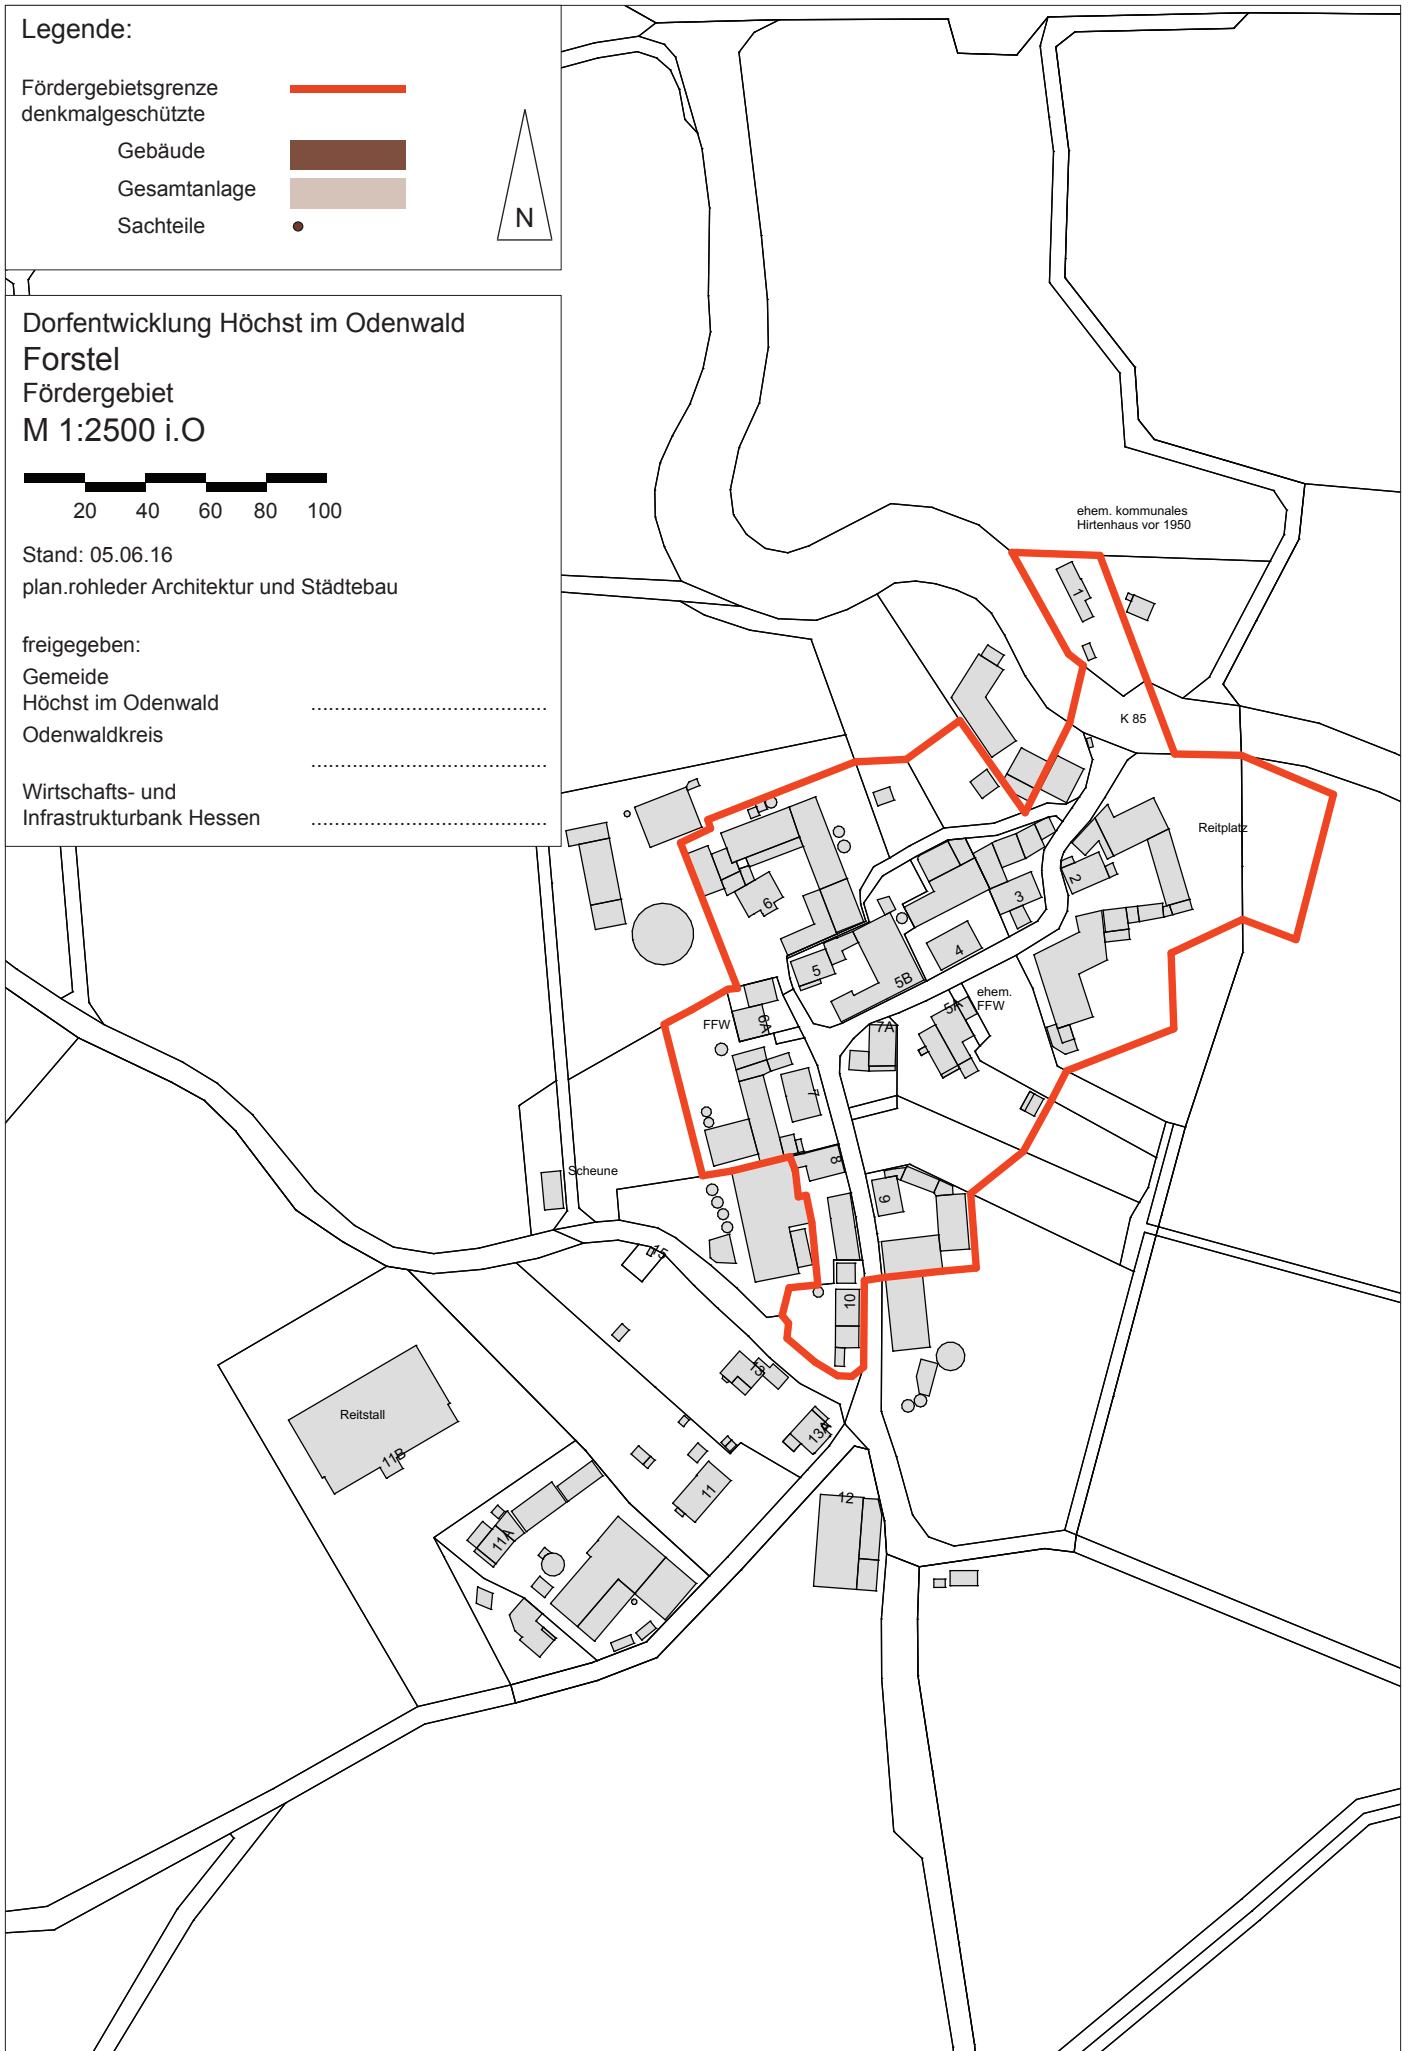 Legende:
Fördergebietsgrenze
denkmalgeschützte
Gebäude
Gesamtanlage
Sachteile
N
Dorfentwicklung Höchst im Odenwald
Forstel
Fördergebiet
M 1:2500 i.O
20 40 60 80 100
Stand: 05.06.16
plan.rohleder Architektur und Städtebau
freigegeben:
Gemeide
Höchst im Odenwald ........................................
Odenwaldkreis
........................................
Wirtschafts- und
Infrastrukturbank Hessen ........................................
ehem. kommunales
Hirtenhaus vor 1950
1
K 85
Reitplatz
2
3
6
4
5
5B
ehem.
FFW
5A
FFW
6A
7A
7
8
Scheune
9
15
10
13
Reitstall
13A
11B
11
12
11A